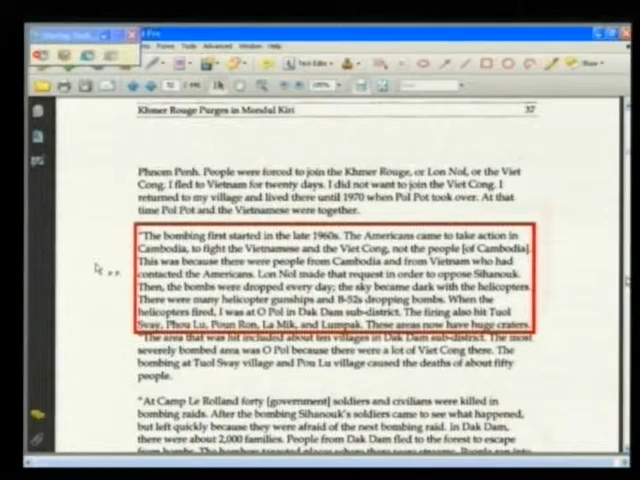 Forms Tools Advanced Window Help
Khmer Rouge Purges in Mondul Kiri 37
Phnom Penh. People were forced to join the Khmer Rouge, or Lon Nol, or the Viet
Cong. I fled to Vietnam for twenty days. I did not want to join the Viet Cong. I
returned to my village and lived there until 1970 when Pol Pot took over. At that
time Pol Pot and the Vietnamese were together.
"The bombing first started in the late 1960s. The Americans came to take action in
Cambodia, to fight the Vietnamese and the Viet Cong, not the people [of Cambodia].
This was because there were people from Cambodia and from Vietnam who had
contacted the Americans. Lon Nol made that request in order to oppose Sihanouk.
Then, the bombs were dropped every day; the sky became dark with the helicopters.
There were many helicopter gunships and B-52s dropping bombs. When the
helicopters fired, I was at O Pol in Dak Dam sub-district. The firing also hit Tuol
Svay, Phou Lu, Poun Ron, La Mik, and Lumpak. These areas now have huge craters.
"The area that was hit included about ten villages in Dak Dam sub-district. The most
severely bombed area was O Pol because there were a lot of Viet Cong there. The
bombing at Tuol Svay village and Pou Lu village caused the deaths of about fifty
people.
"At Camp Le Rolland forty [government] soldiers and civilians were killed in
bombing raids. After the bombing Sihanouk's soldiers came to see what happened,
but left quickly because they were afraid of the next bombing raid. In Dak Dam,
there were about 2,000 families. People from Dak Dam fled to the forest to escape